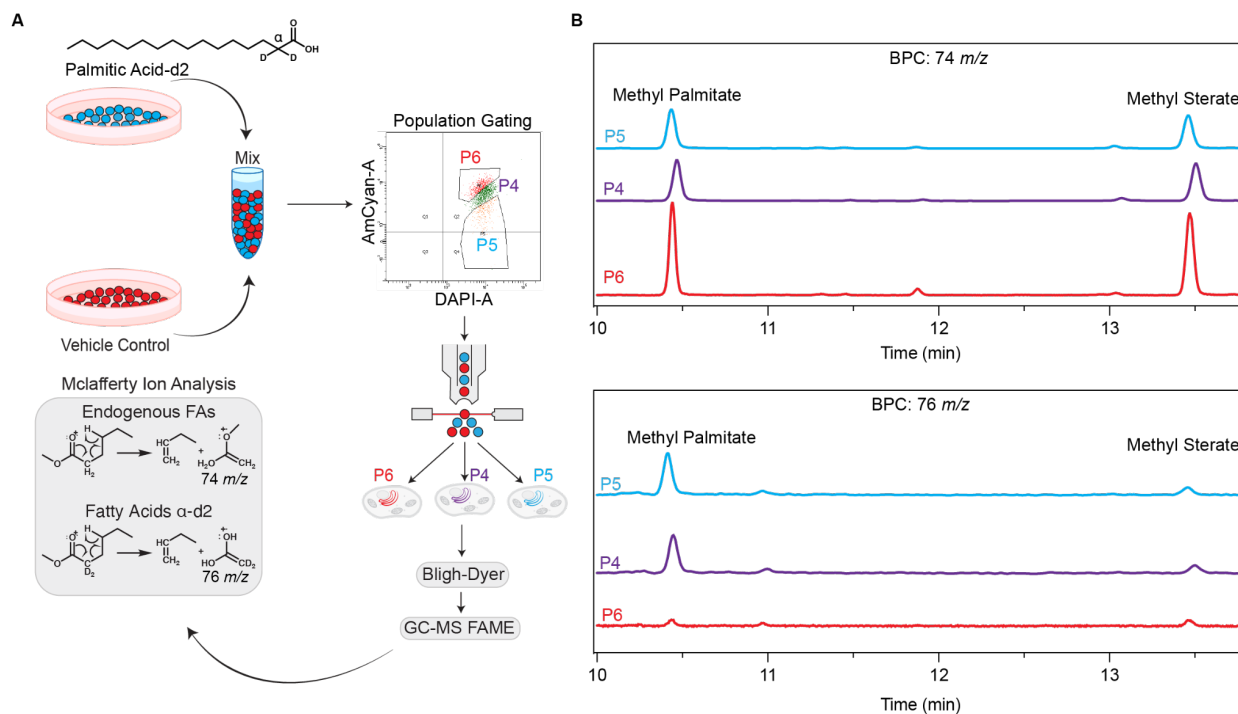 A
O
α
OH
D D
Palmitic Acid-d2
Mix
Vehicle Control
Population Gating
P6
P4
P5
AmCyan-A
DAPI-A
P6 P4 P5
Bligh-Dyer
GC-MS FAME
Mclafferty Ion Analysis
Endogenous FAs
74 m/z
Fatty Acids α-d2
76 m/z
B
BPC: 74 m/z
Methyl Palmitate
Methyl Sterate
P5
P4
P6
10 11 12 13
Time (min)
BPC: 76 m/z
Methyl Palmitate
Methyl Sterate
P5
P4
P6
10 11 12 13
Time (min)